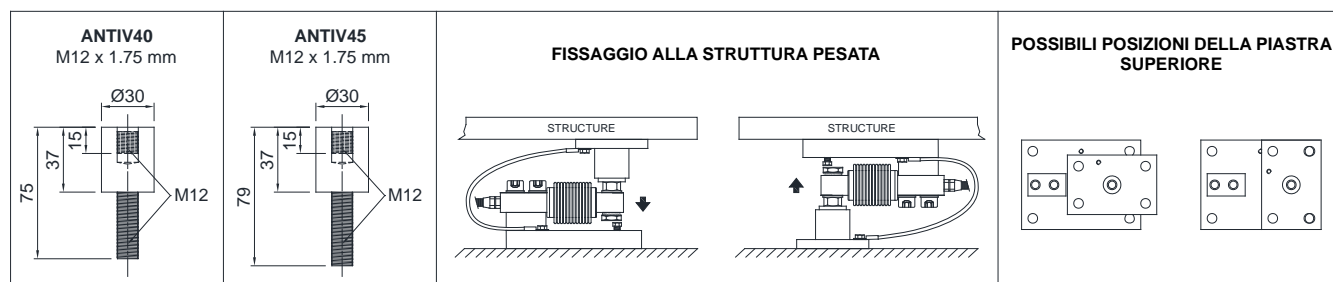 ANTIV40
M12 x 1.75 mm
Ø30
15
37
75
M12
ANTIV45
M12 x 1.75 mm
Ø30
15
37
79
M12
FISSAGGIO ALLA STRUTTURA PESATA
STRUCTURE
STRUCTURE
POSSIBILI POSIZIONI DELLA PIASTRA
SUPERIORE